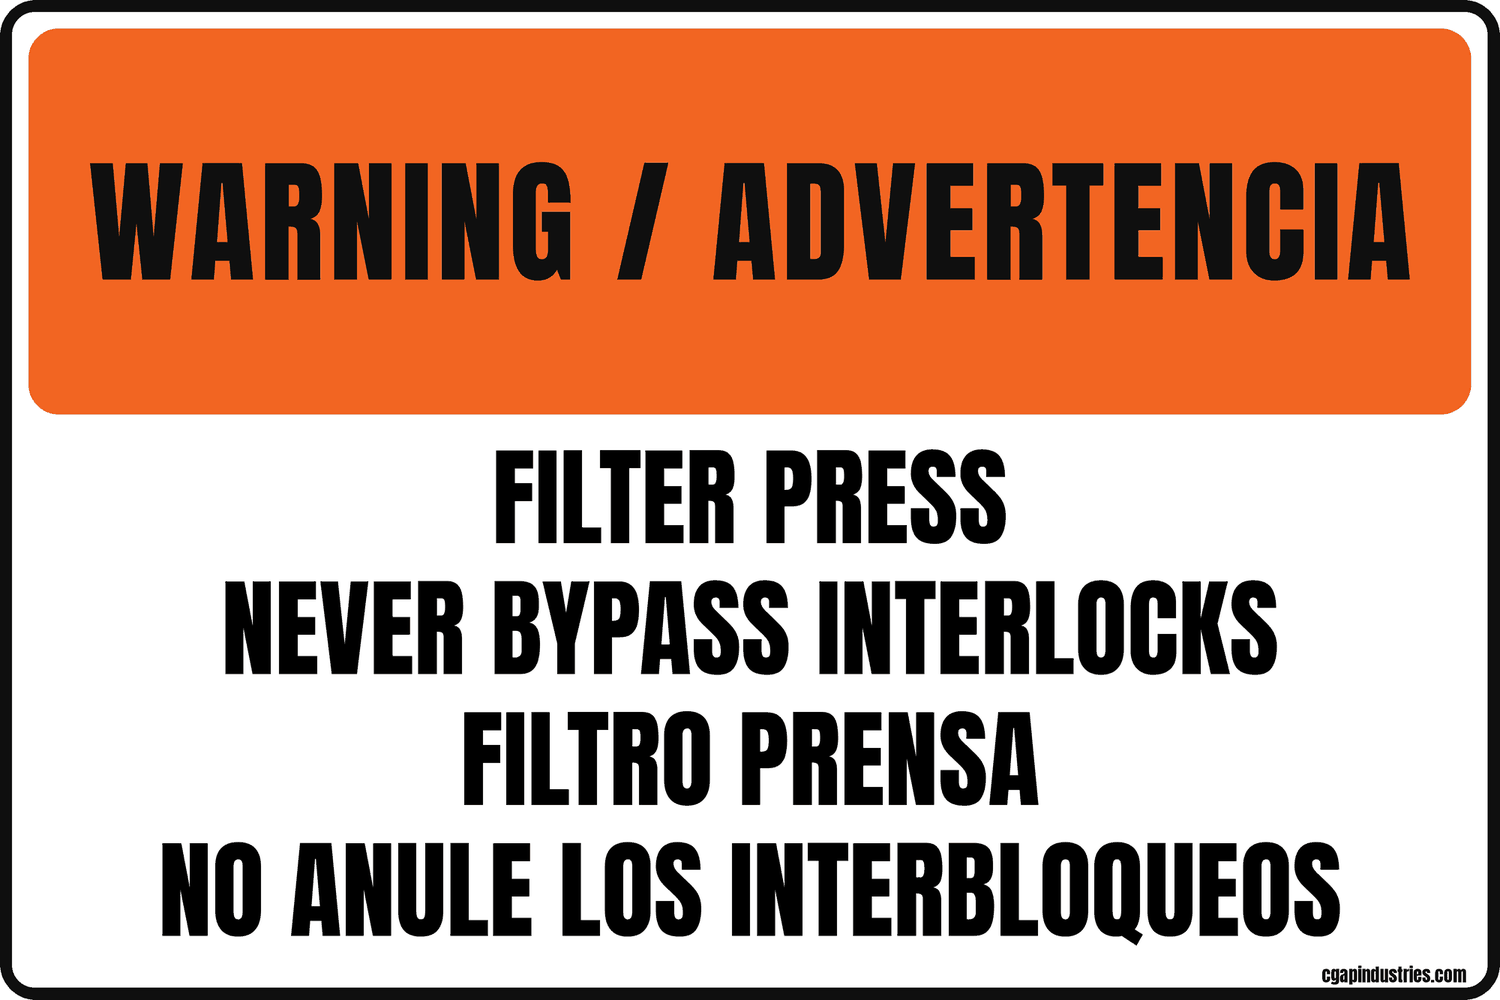 WARNING / ADVERTENCIA
FILTER PRESS
NEVER BYPASS INTERLOCKS
FILTRO PRENSA
NO ANULE LOS INTERBLOQUEOS
cgapindustries.com